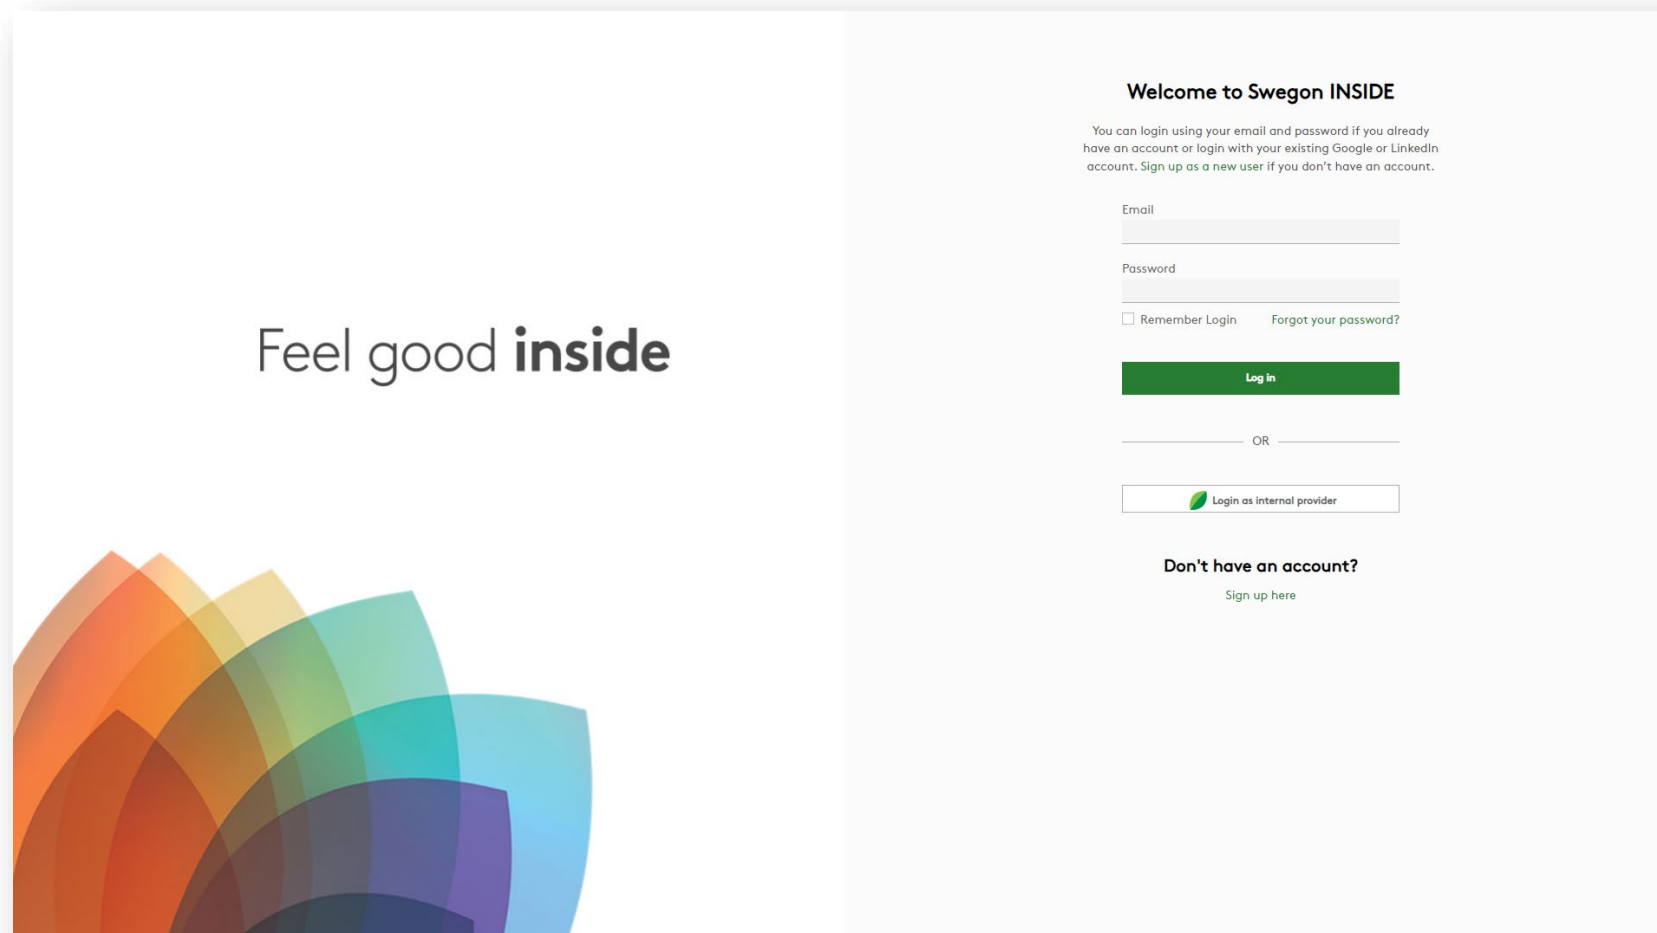 Feel good inside
Welcome to Swegon INSIDE
You can login using your email and password if you already
have an account or login with your existing Google or LinkedIn
account. Sign up as a new user if you don't have an account.
Email
Password
Remember Login
Forgot your password?
Log in
OR
Login as internal provider
Don't have an account?
Sign up here